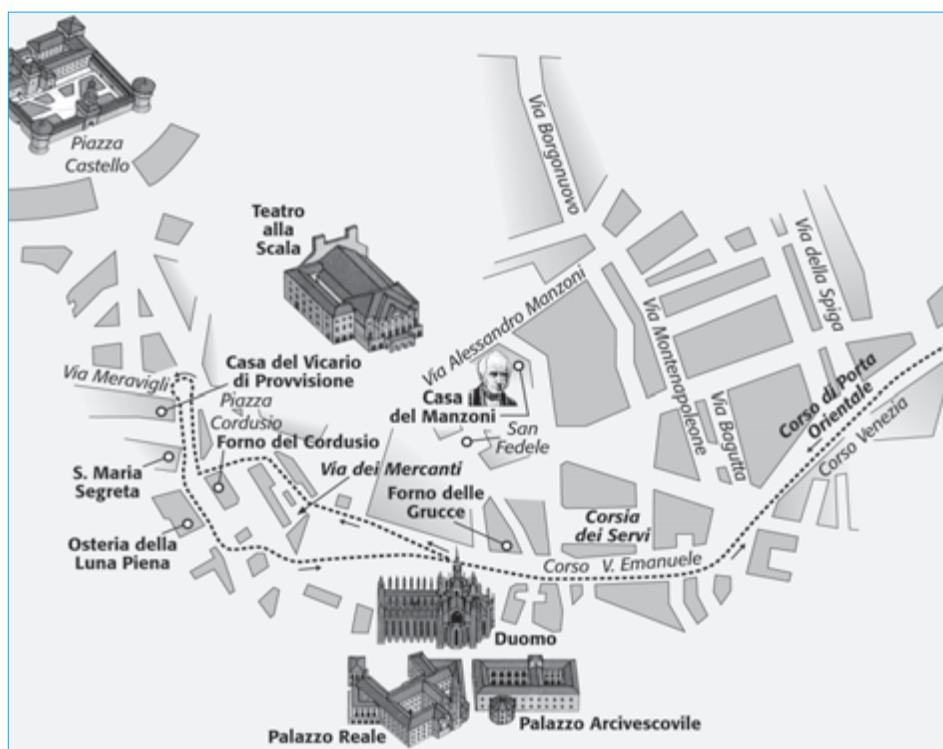 Piazza
Castello
Via Borgonuovo
Teatro
alla
Scala
Via della Spiga
Via Alessandro Manzoni
Via Montenapoleone
Via Meravigli
Casa del Vicario
di Provvisione
Piazza
Cordusio
Forno del Cordusio
Casa
del Manzoni
San
Fedele
Via Bagutta
Corso di Porta
Orientale
Corso Venezia
S. Maria
Segreta
Via dei Mercanti
Forno delle
Grucce
Corsia
dei Servi
Osteria della
Luna Piena
Corso V. Emanuele
Duomo
Palazzo Reale
Palazzo Arcivescovile